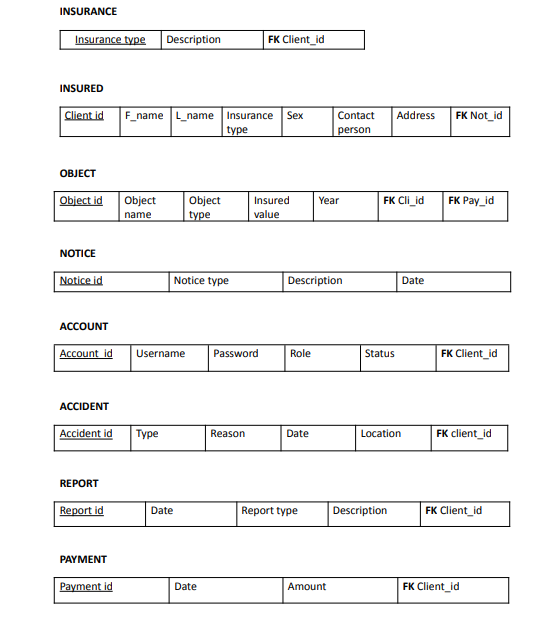 INSURANCE
Insurance type Description FK Client_id
INSURED
Client id F_name L_name Insurance type Sex Contact person Address FK Not_id
OBJECT
Object id Object name Object type Insured value Year FK Cli_id FK Pay_id
NOTICE
Notice id Notice type Description Date
ACCOUNT
Account id Username Password Role Status FK Client_id
ACCIDENT
Accident id Type Reason Date Location FK client_id
REPORT
Report id Date Report type Description FK Client_id
PAYMENT
Payment id Date Amount FK Client_id